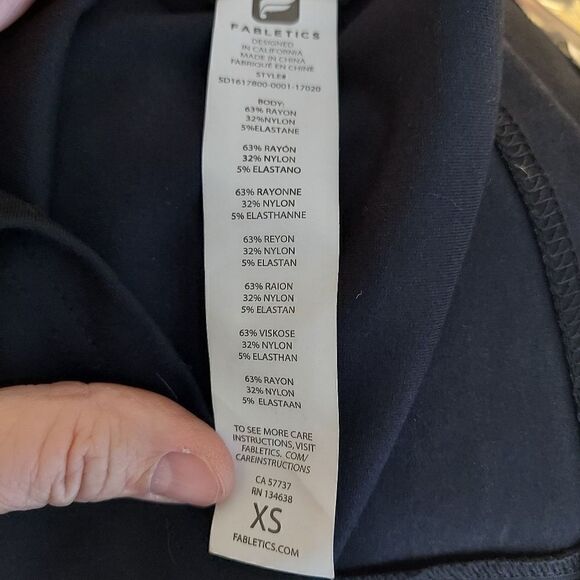 FABLETICS
DESIGNED
IN CALIFORNIA
MADE IN CHINA
FABRIQUÉ EN CHINE
STYLE#
SD1617800-0001-17020
BODY:
63% RAYON
32%NYLON
5%ELASTANE
63% RAYÓN
32% NYLON
5% ELASTANO
63% RAYONNE
32% NYLON
5% ELASTHANNE
63% REYON
32% NYLON
5% ELASTAN
63% RAION
32% NYLON
5% ELASTAN
63% VISKOSE
32% NYLON
5% ELASTHAN
63% RAYON
32% NYLON
5% ELASTAAN
TO SEE MORE CARE
INSTRUCTIONS, VISIT
FABLETICS. COM/
CAREINSTRUCTIONS
CA 57737
RN 134638
XS
FABLETICS.COM